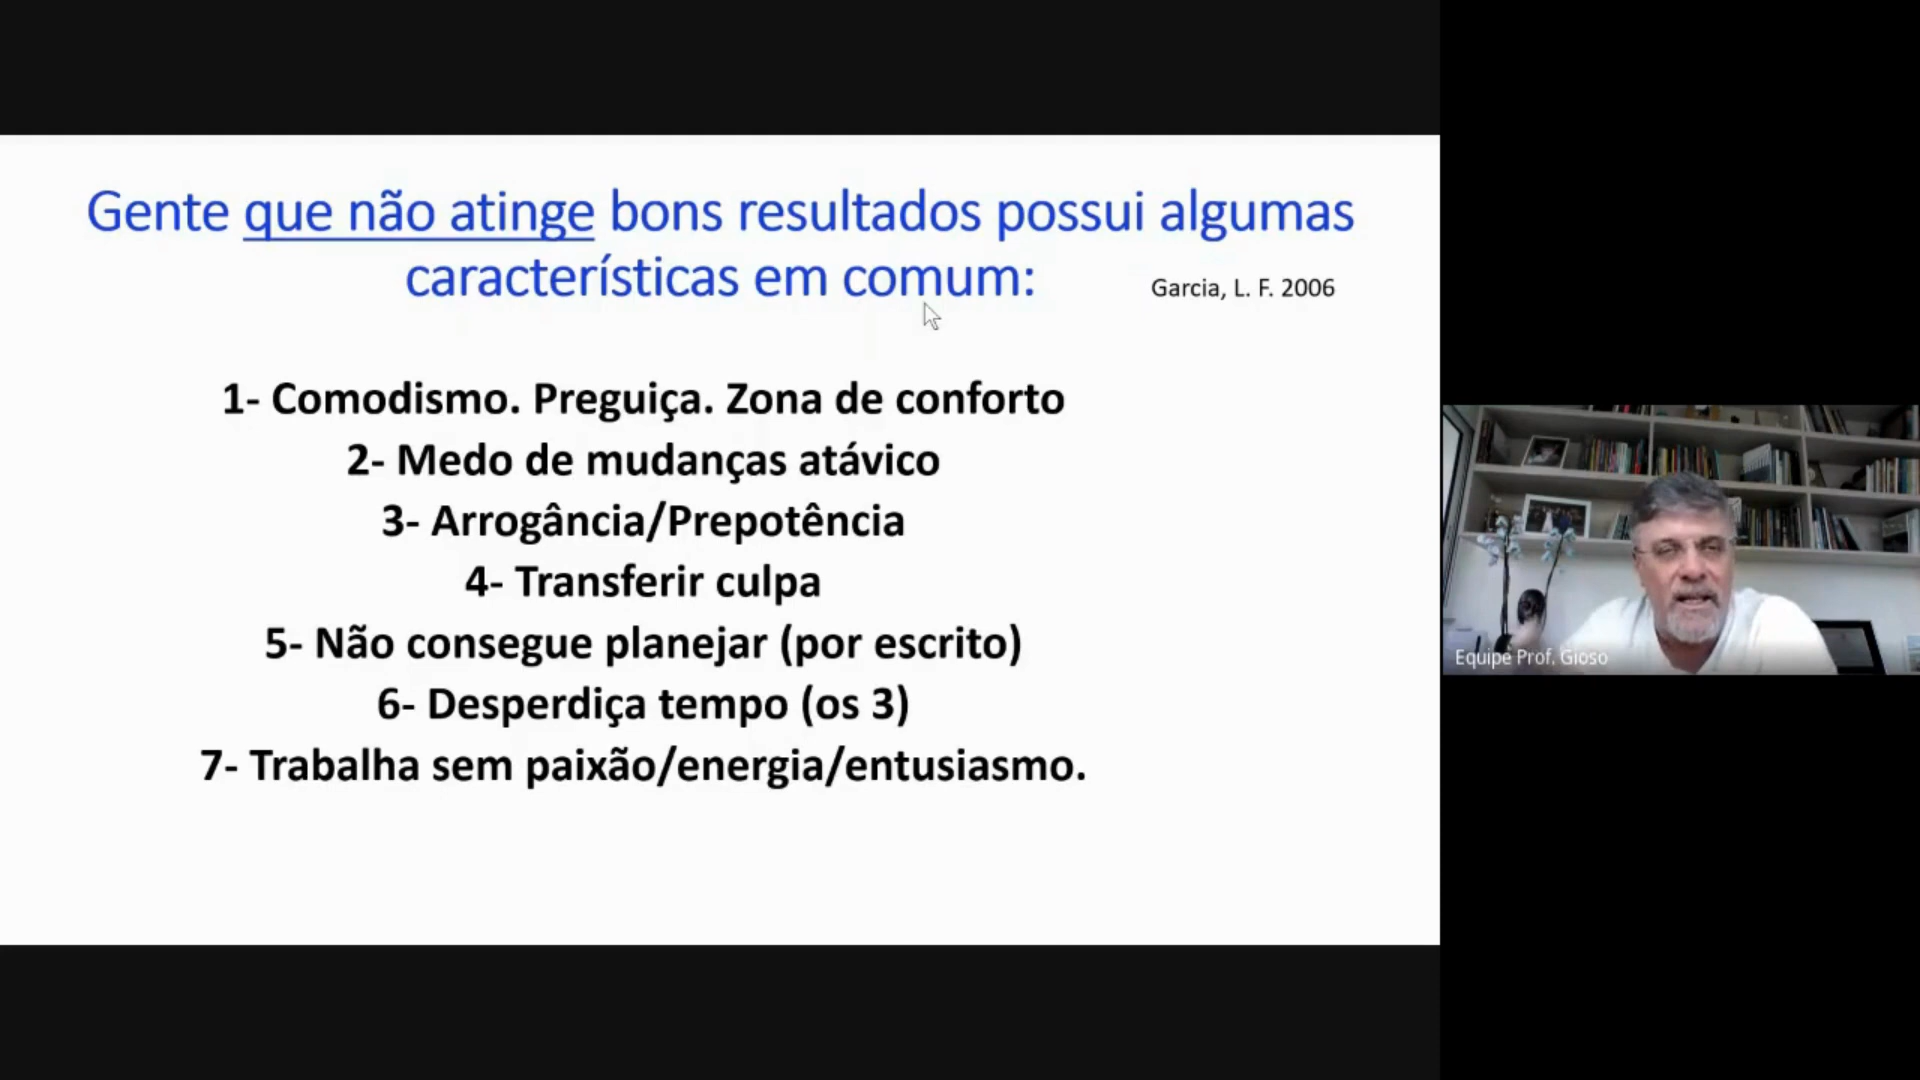 Gente que não atinge bons resultados possui algumas
características em comum:
Garcia, L. F. 2006
1- Comodismo. Preguiça. Zona de conforto
2- Medo de mudanças atávico
3- Arrogância/Prepotência
4- Transferir culpa
5- Não consegue planejar (por escrito)
6- Desperdiça tempo (os 3)
7- Trabalha sem paixão/energia/entusiasmo.
Equipe Prof. Gioso